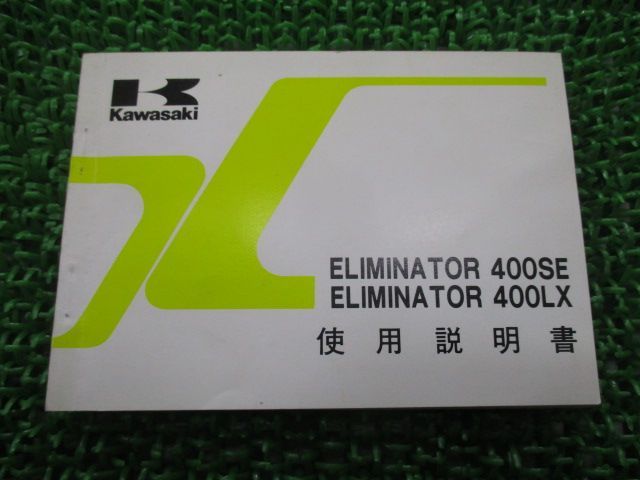 Kawasaki
ELIMINATOR 400SE
ELIMINATOR 400LX
使用説明書